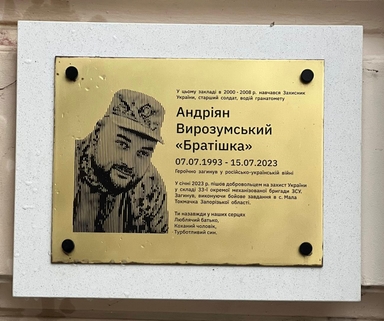 У цьому закладі в 2000 - 2008 р. навчався Захисник
України, старший солдат, водій гранатомету
Андріян
Вирозумський
«Братішка»
07.07.1993 - 15.07.2023
Героїчно загинув у російсько-українській війні
У січні 2023 р. пішов добровольцем на захист України
у складі 33-ї окремої механізованої бригади ЗСУ.
Загинув, виконуючи бойове завдання в с. Мала
Токмачка Запорізької області.
Ти назавжди у наших серцях
Люблячий батько,
Коханий чоловік,
Турботливий син.